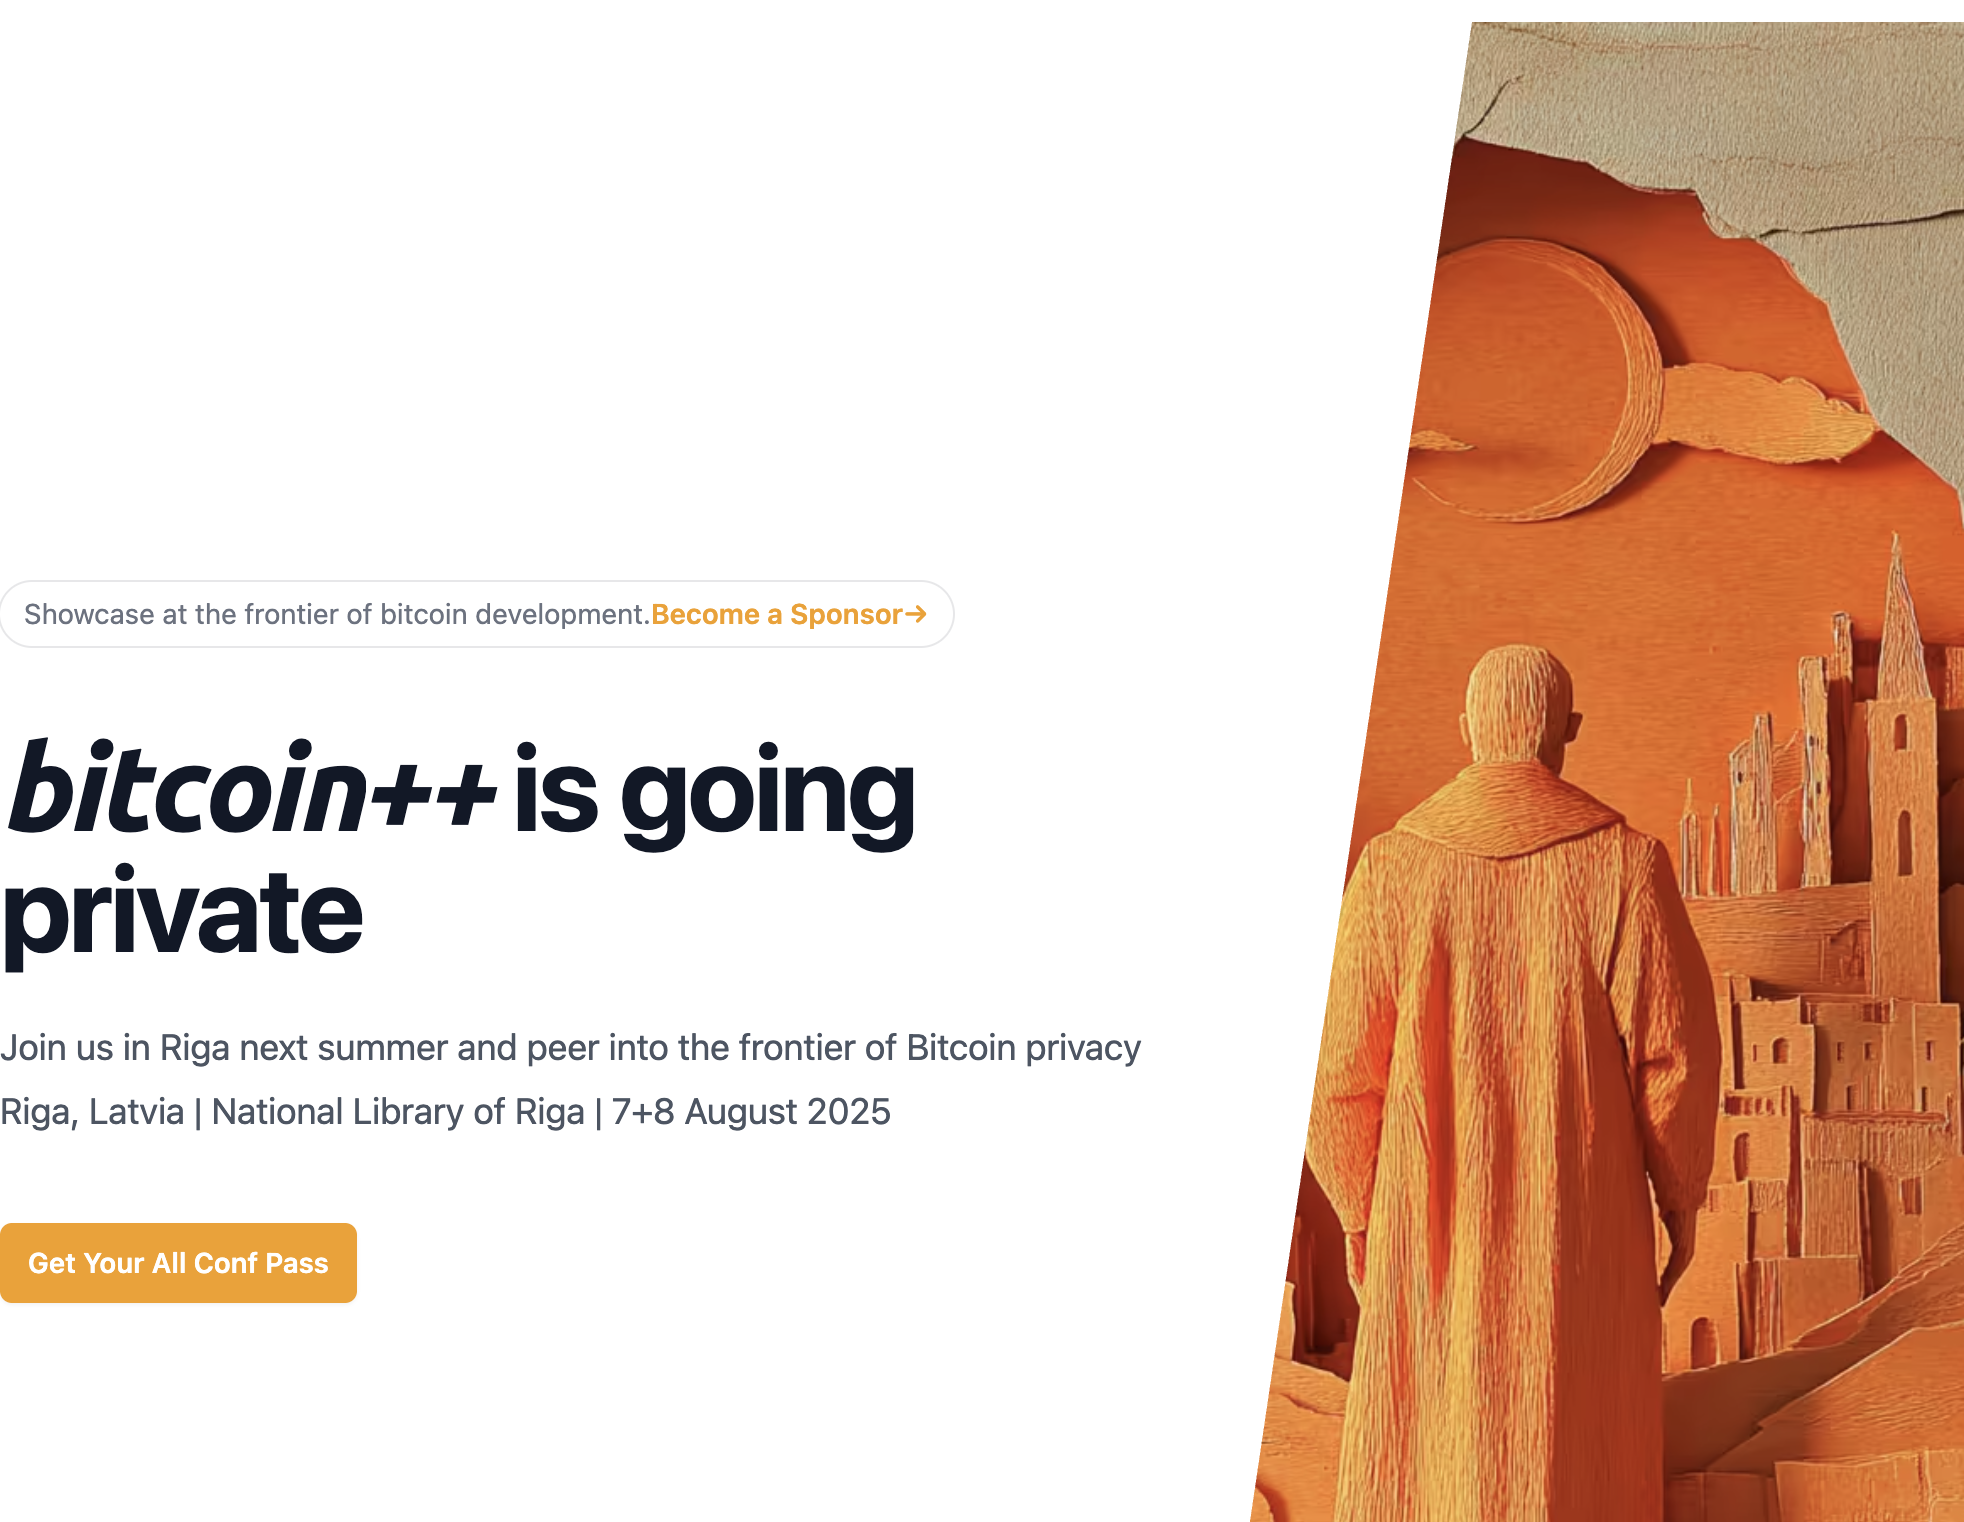 Showcase at the frontier of bitcoin development.Become a Sponsor→
bitcoin++ is going
private
Join us in Riga next summer and peer into the frontier of Bitcoin privacy
Riga, Latvia | National Library of Riga | 7+8 August 2025
Get Your All Conf Pass